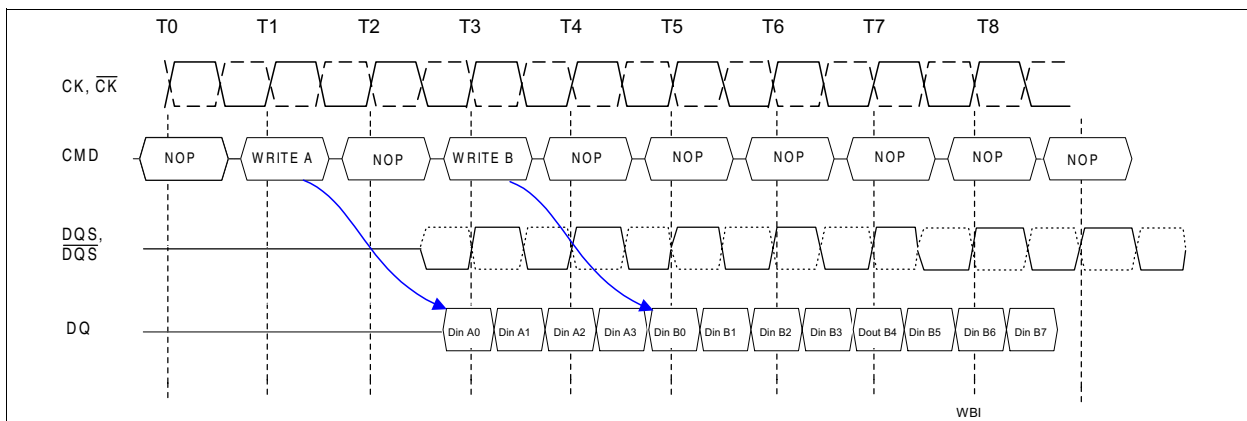 T0 T1 T2 T3 T4 T5 T6 T7 T8
CK, C̅K̅
CMD NOP WRITE A NOP WRITE B NOP NOP NOP NOP NOP NOP
DQS,
D̅Q̅S̅
DQ Din A0 Din A1 Din A2 Din A3 Din B0 Din B1 Din B2 Din B3 Dout B4 Din B5 Din B6 Din B7
WBI